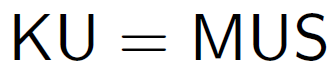 KU = MUS